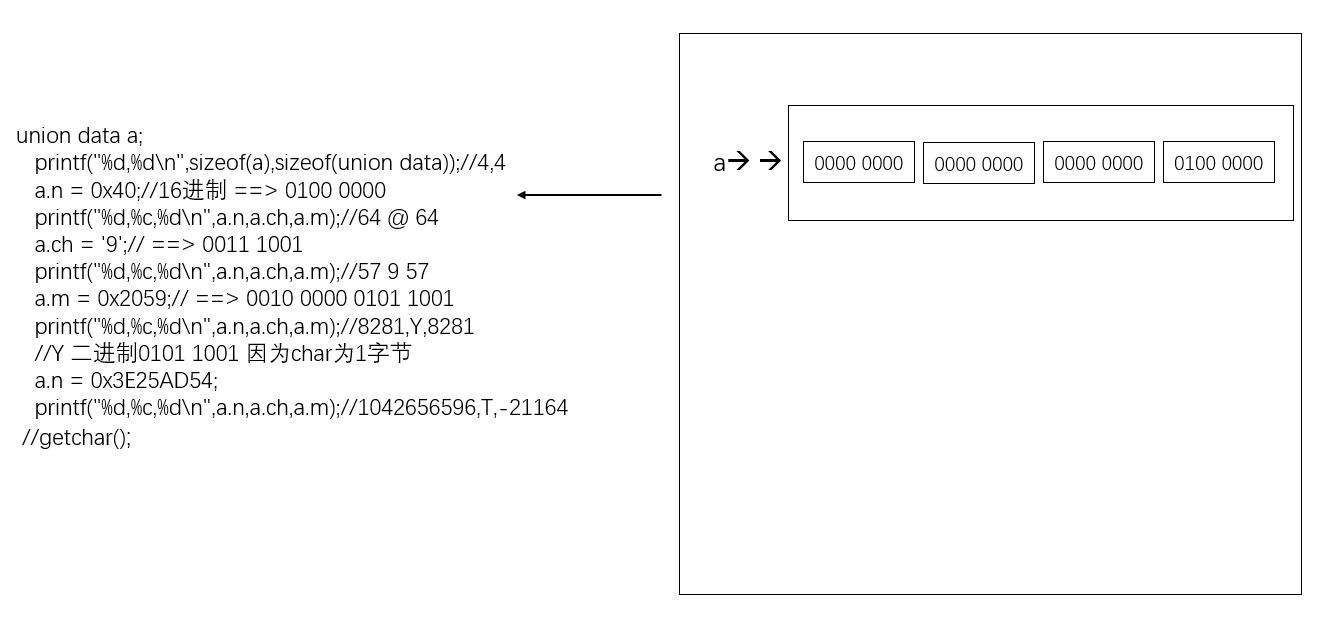 union data a;
printf("%d,%d\n",sizeof(a),sizeof(union data));//4,4
a.n = 0x40;//16进制 ==> 0100 0000
printf("%d,%c,%d\n",a.n,a.ch,a.m);//64 @ 64
a.ch = '9';// ==> 0011 1001
printf("%d,%c,%d\n",a.n,a.ch,a.m);//57 9 57
a.m = 0x2059;// ==> 0010 0000 0101 1001
printf("%d,%c,%d\n",a.n,a.ch,a.m);//8281,Y,8281
//Y 二进制0101 1001 因为char为1字节
a.n = 0x3E25AD54;
printf("%d,%c,%d\n",a.n,a.ch,a.m);//1042656596,T,-21164
//getchar();
a→ → 0000 0000 0000 0000 0000 0000 0100 0000